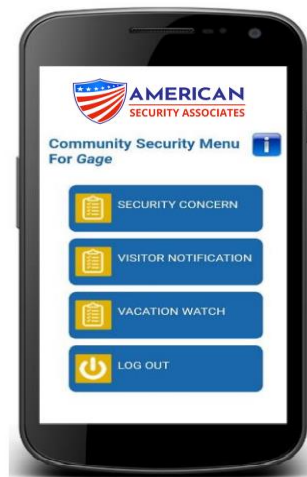 AMERICAN
SECURITY ASSOCIATES
Community Security Menu
For Gage
i
SECURITY CONCERN
VISITOR NOTIFICATION
VACATION WATCH
LOG OUT